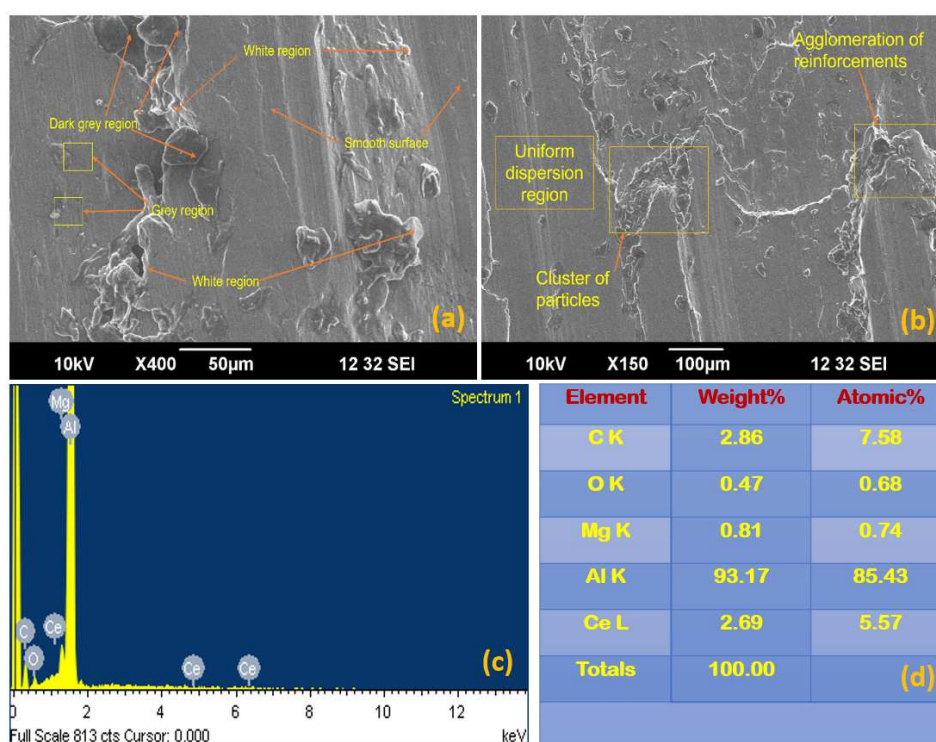 White region
Dark grey region
Smooth surface
Grey region
White region
(a)
10kV X400 50µm 12 32 SEI
Agglomeration of
reinforcements
Uniform
dispersion
region
Cluster of
particles
(b)
10kV X150 100µm 12 32 SEI
Spectrum 1
Mg
Al
C
O
Ce
Ce
Ce
(c)
0 2 4 6 8 10 12
Full Scale 813 cts Cursor: 0.000 keV
Element Weight% Atomic%
C K 2.86 7.58
O K 0.47 0.68
Mg K 0.81 0.74
Al K 93.17 85.43
Ce L 2.69 5.57
Totals 100.00
(d)